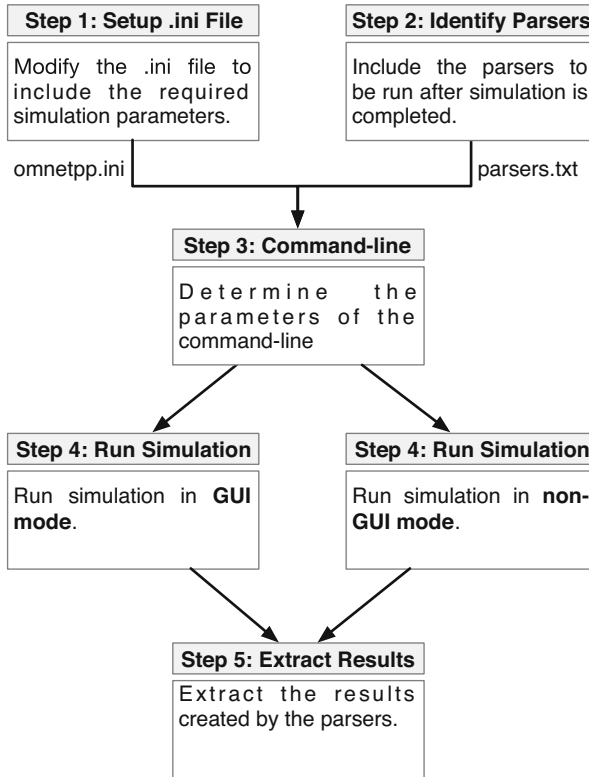 Step 1: Setup .ini File
Modify the .ini file to
include the required
simulation parameters.
Step 2: Identify Parsers
Include the parsers to
be run after simulation is
completed.
omnetpp.ini
parsers.txt
Step 3: Command-line
Determine the
parameters of the
command-line
Step 4: Run Simulation
Run simulation in GUI
mode.
Step 4: Run Simulation
Run simulation in non-
GUI mode.
Step 5: Extract Results
Extract the results
created by the parsers.